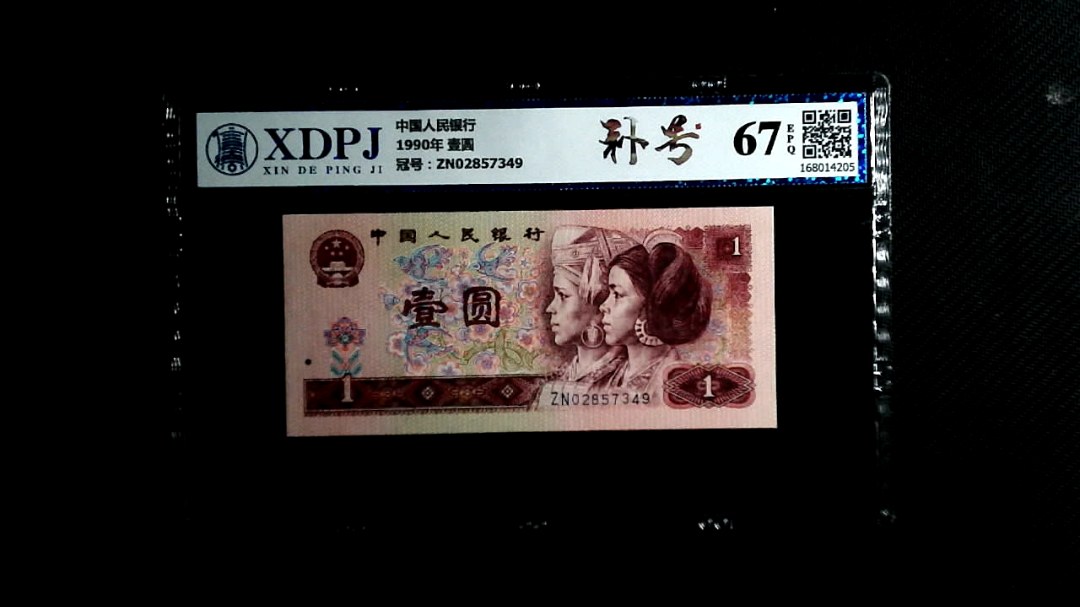 XDPJ
XIN DE PING JI
中国人民银行
1990年 壹圆
冠号：ZN02857349
补号
67 EPQ
168014205
中国人民银行
1
壹圆
1
ZN02857349
1